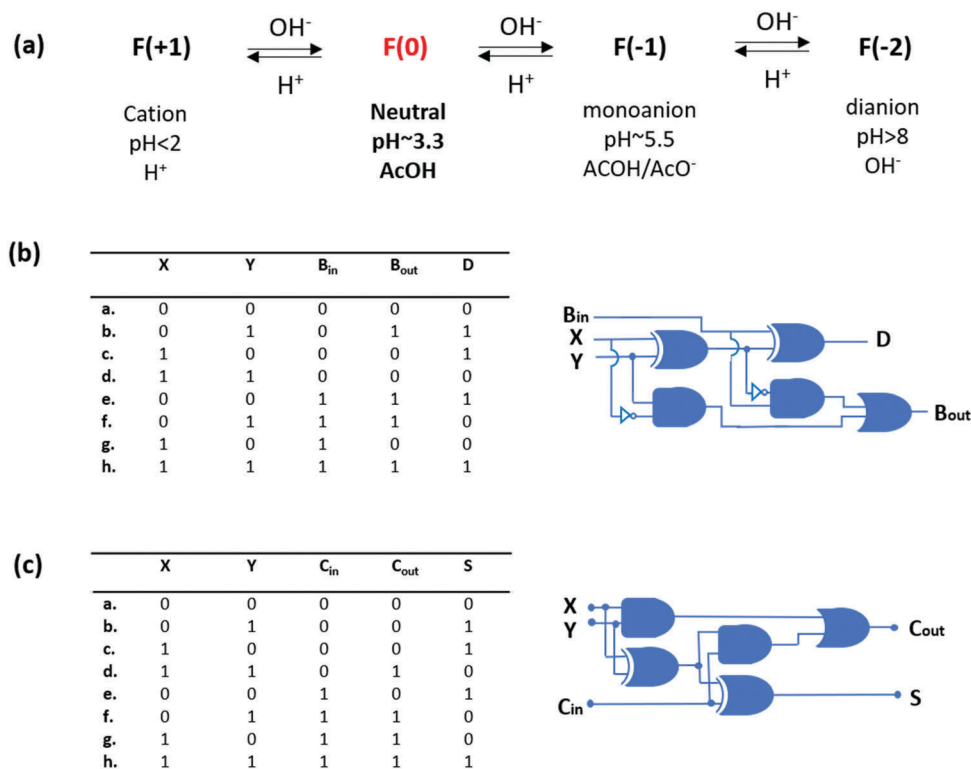 (a)
OH⁻ OH⁻ OH⁻
F(+1) F(0) F(-1) F(-2)
H⁺ H⁺ H⁺
Cation Neutral monoanion dianion
pH<2 pH~3.3 pH~5.5 pH>8
H⁺ AcOH ACOH/AcO⁻ OH⁻
(b)
X Y Bin Bout D
a. 0 0 0 0 0
b. 0 1 0 1 1
c. 1 0 0 0 1
d. 1 1 0 0 0
e. 0 0 1 1 1
f. 0 1 1 1 0
g. 1 0 1 0 0
h. 1 1 1 1 1
Bin
X
Y
D
Bout
(c)
X Y Cin Cout S
a. 0 0 0 0 0
b. 0 1 0 0 1
c. 1 0 0 0 1
d. 1 1 0 1 0
e. 0 0 1 0 1
f. 0 1 1 1 0
g. 1 0 1 1 0
h. 1 1 1 1 1
X
Y
Cin
Cout
S